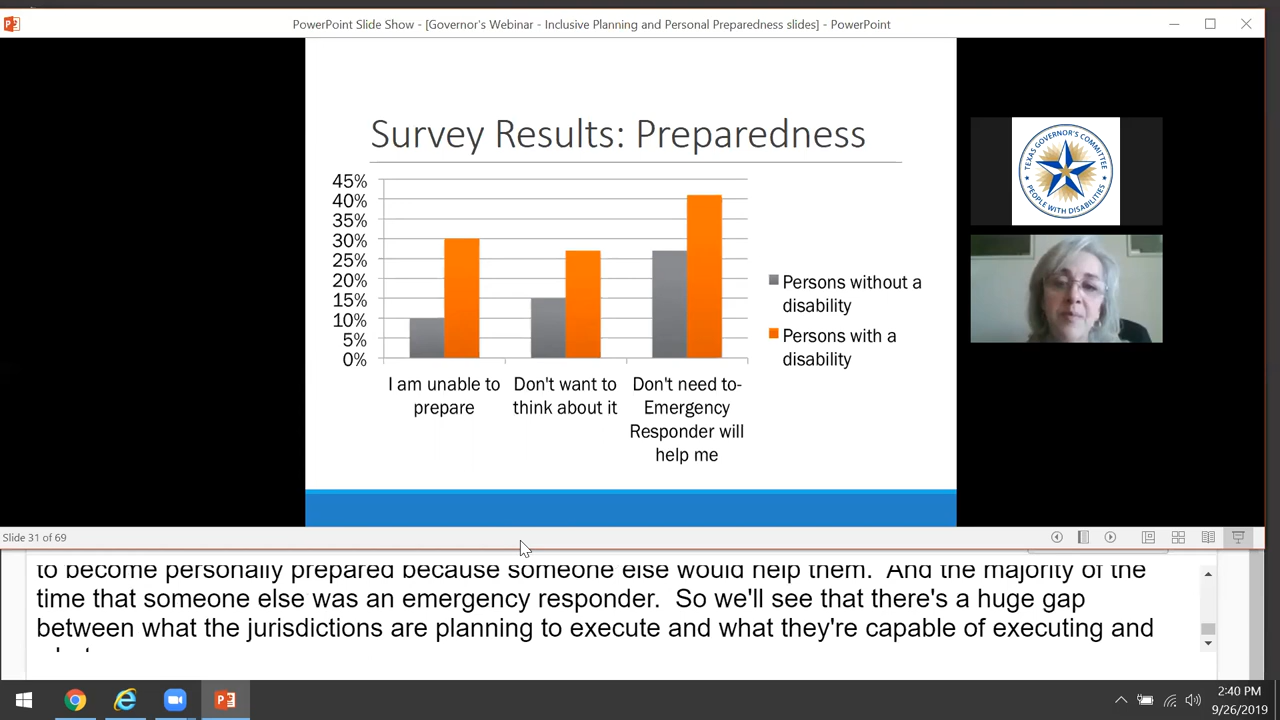 PowerPoint Slide Show - [Governor's Webinar - Inclusive Planning and Personal Preparedness slides] - PowerPoint
Survey Results: Preparedness
45%
40%
35%
30%
25%
20%
15%
10%
5%
0%
I am unable to
prepare
Don't want to
think about it
Don't need to-
Emergency
Responder will
help me
Persons without a
disability
Persons with a
disability
TEXAS GOVERNOR'S COMMITTEE
PEOPLE WITH DISABILITIES
Slide 31 of 69
to become personally prepared because someone else would help them. And the majority of the
time that someone else was an emergency responder. So we'll see that there's a huge gap
between what the jurisdictions are planning to execute and what they're capable of executing and
2:40 PM
9/26/2019